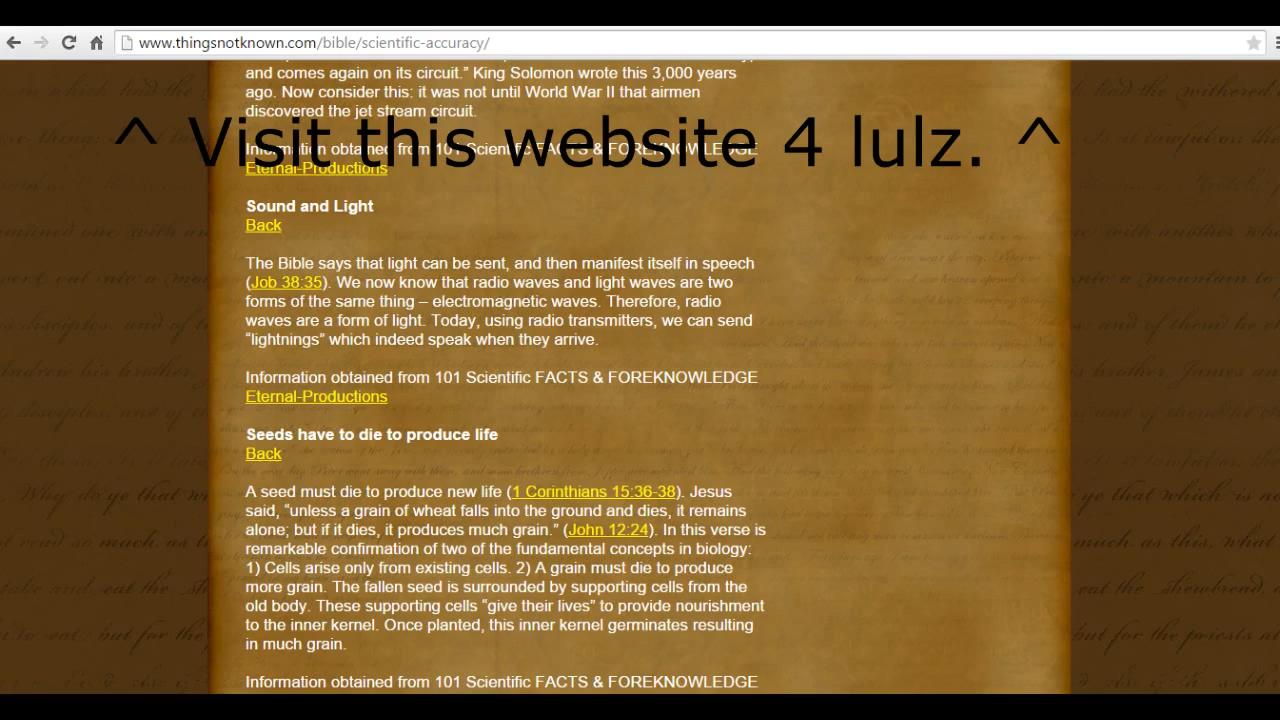 www.thingsnotknown.com/bible/scientific-accuracy/
and comes again on its circuit.” King Solomon wrote this 3,000 years
ago. Now consider this: it was not until World War II that airmen
discovered the jet stream circuit.
^ Visit this website 4 lulz. ^
Information obtained from 101 Scientific FACTS & FOREKNOWLEDGE
Eternal-Productions
Sound and Light
Back
The Bible says that light can be sent, and then manifest itself in speech
(Job 38:35). We now know that radio waves and light waves are two
forms of the same thing – electromagnetic waves. Therefore, radio
waves are a form of light. Today, using radio transmitters, we can send
“lightnings” which indeed speak when they arrive.
Information obtained from 101 Scientific FACTS & FOREKNOWLEDGE
Eternal-Productions
Seeds have to die to produce life
Back
A seed must die to produce new life (1 Corinthians 15:36-38). Jesus
said, “unless a grain of wheat falls into the ground and dies, it remains
alone; but if it dies, it produces much grain.” (John 12:24). In this verse is
remarkable confirmation of two of the fundamental concepts in biology:
1) Cells arise only from existing cells. 2) A grain must die to produce
more grain. The fallen seed is surrounded by supporting cells from the
old body. These supporting cells “give their lives” to provide nourishment
to the inner kernel. Once planted, this inner kernel germinates resulting
in much grain.
Information obtained from 101 Scientific FACTS & FOREKNOWLEDGE